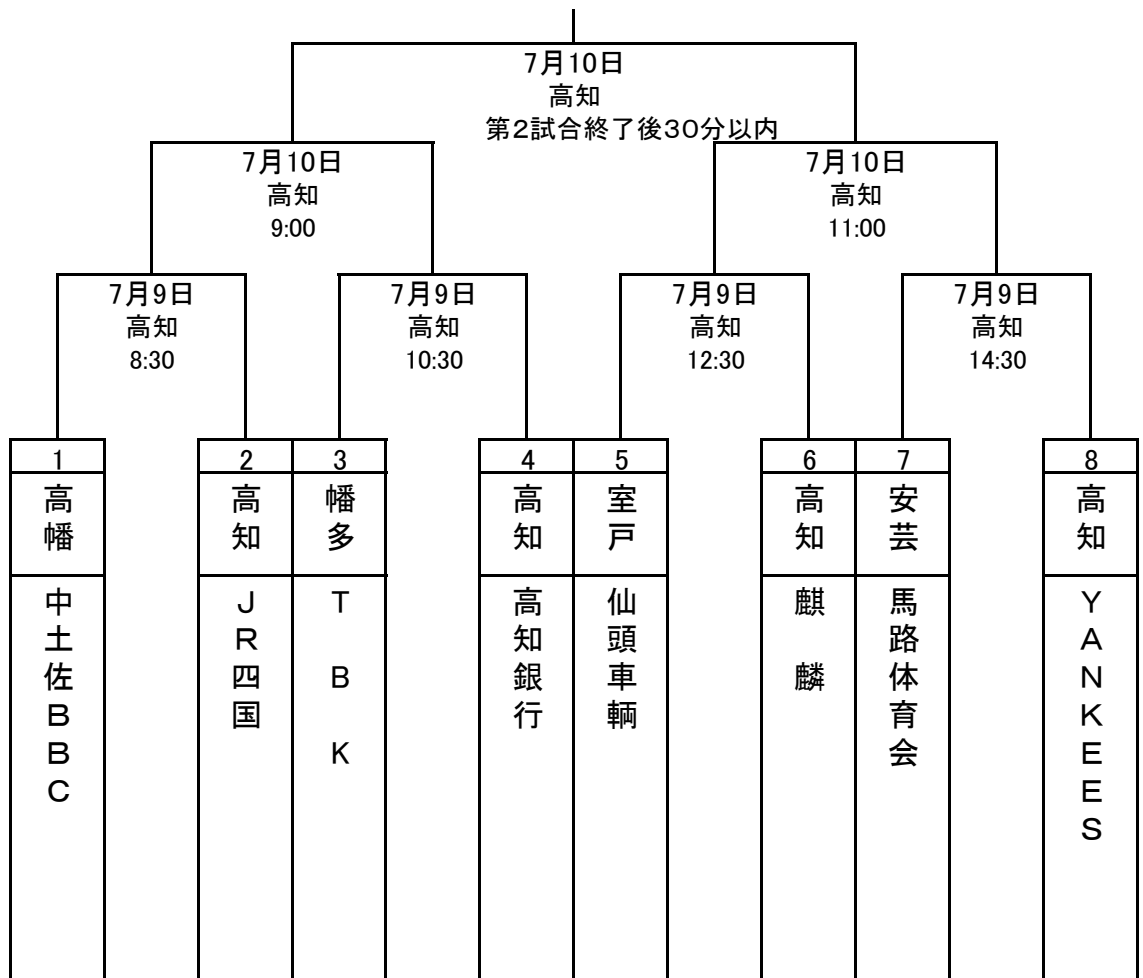 7月10日
高知
第2試合終了後30分以内
7月10日
高知
9:00
7月10日
高知
11:00
7月9日
高知
8:30
7月9日
高知
10:30
7月9日
高知
12:30
7月9日
高知
14:30
1
高幡
中土佐BBC
2
高知
JR四国
3
幡多
T B K
4
高知
高知銀行
5
室戸
仙頭車輌
6
高知
麒麟
7
安芸
馬路体育会
8
高知
YANKEES